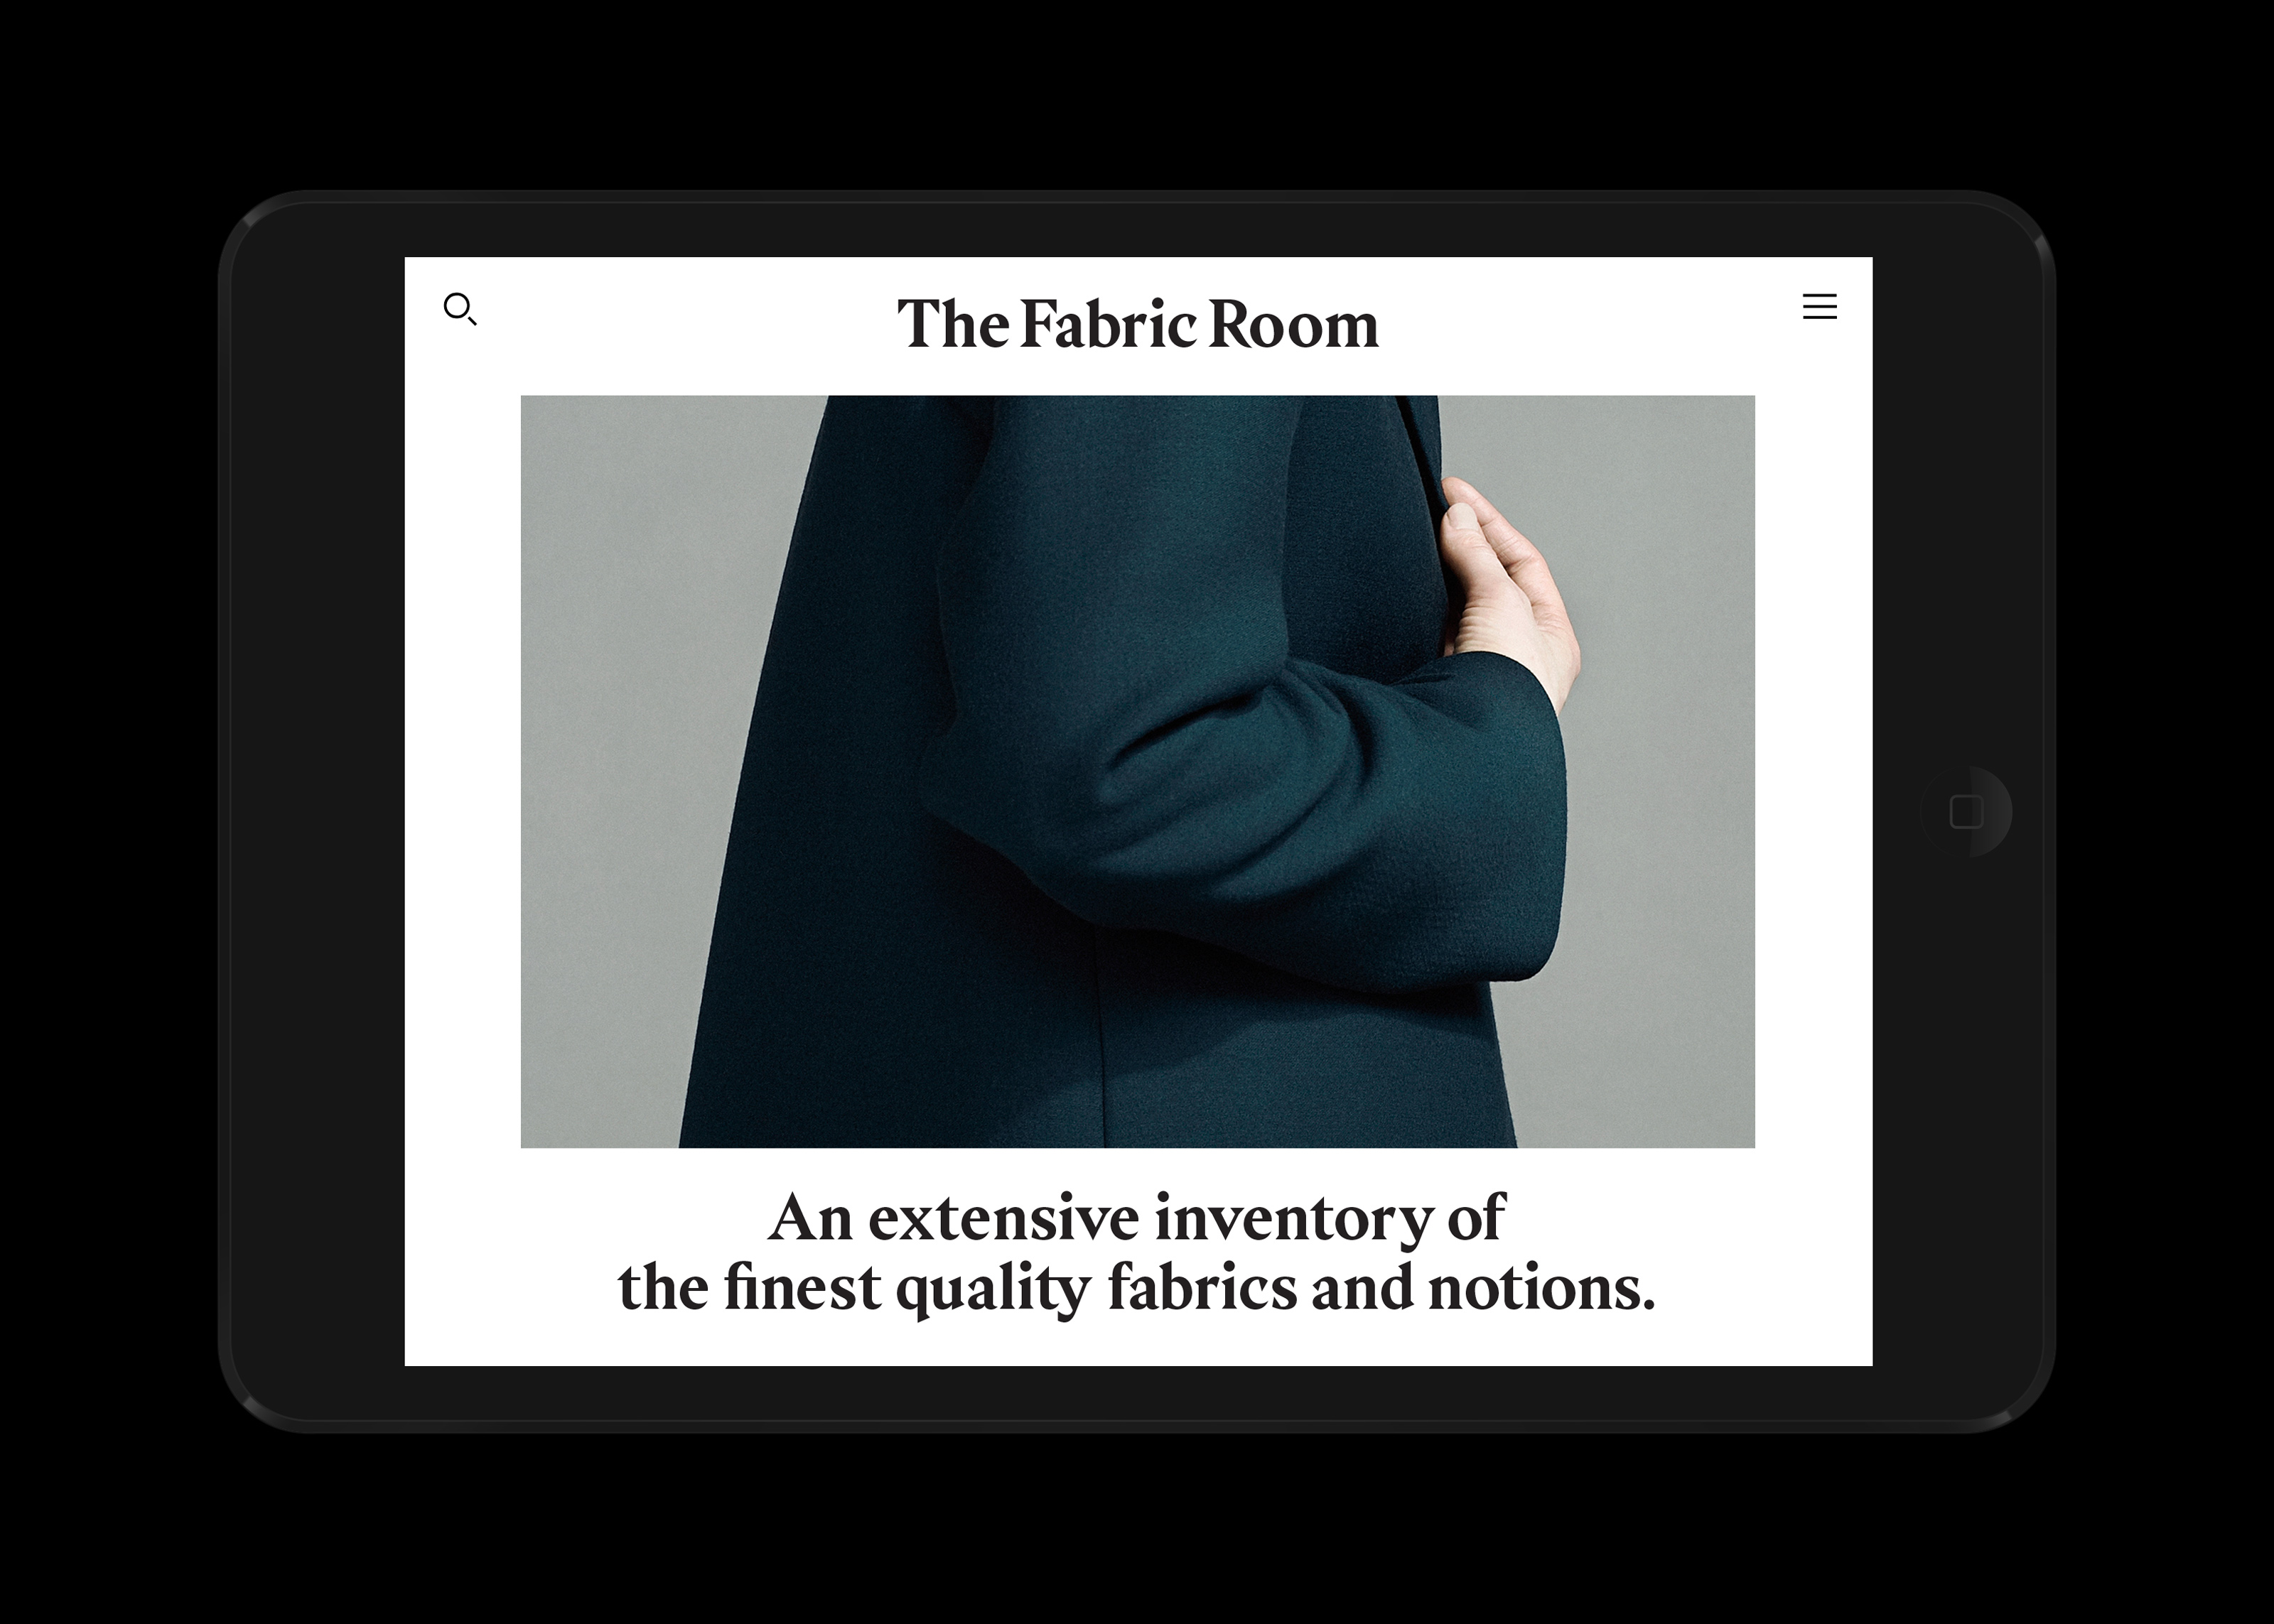 The Fabric Room
An extensive inventory of
the finest quality fabrics and notions.